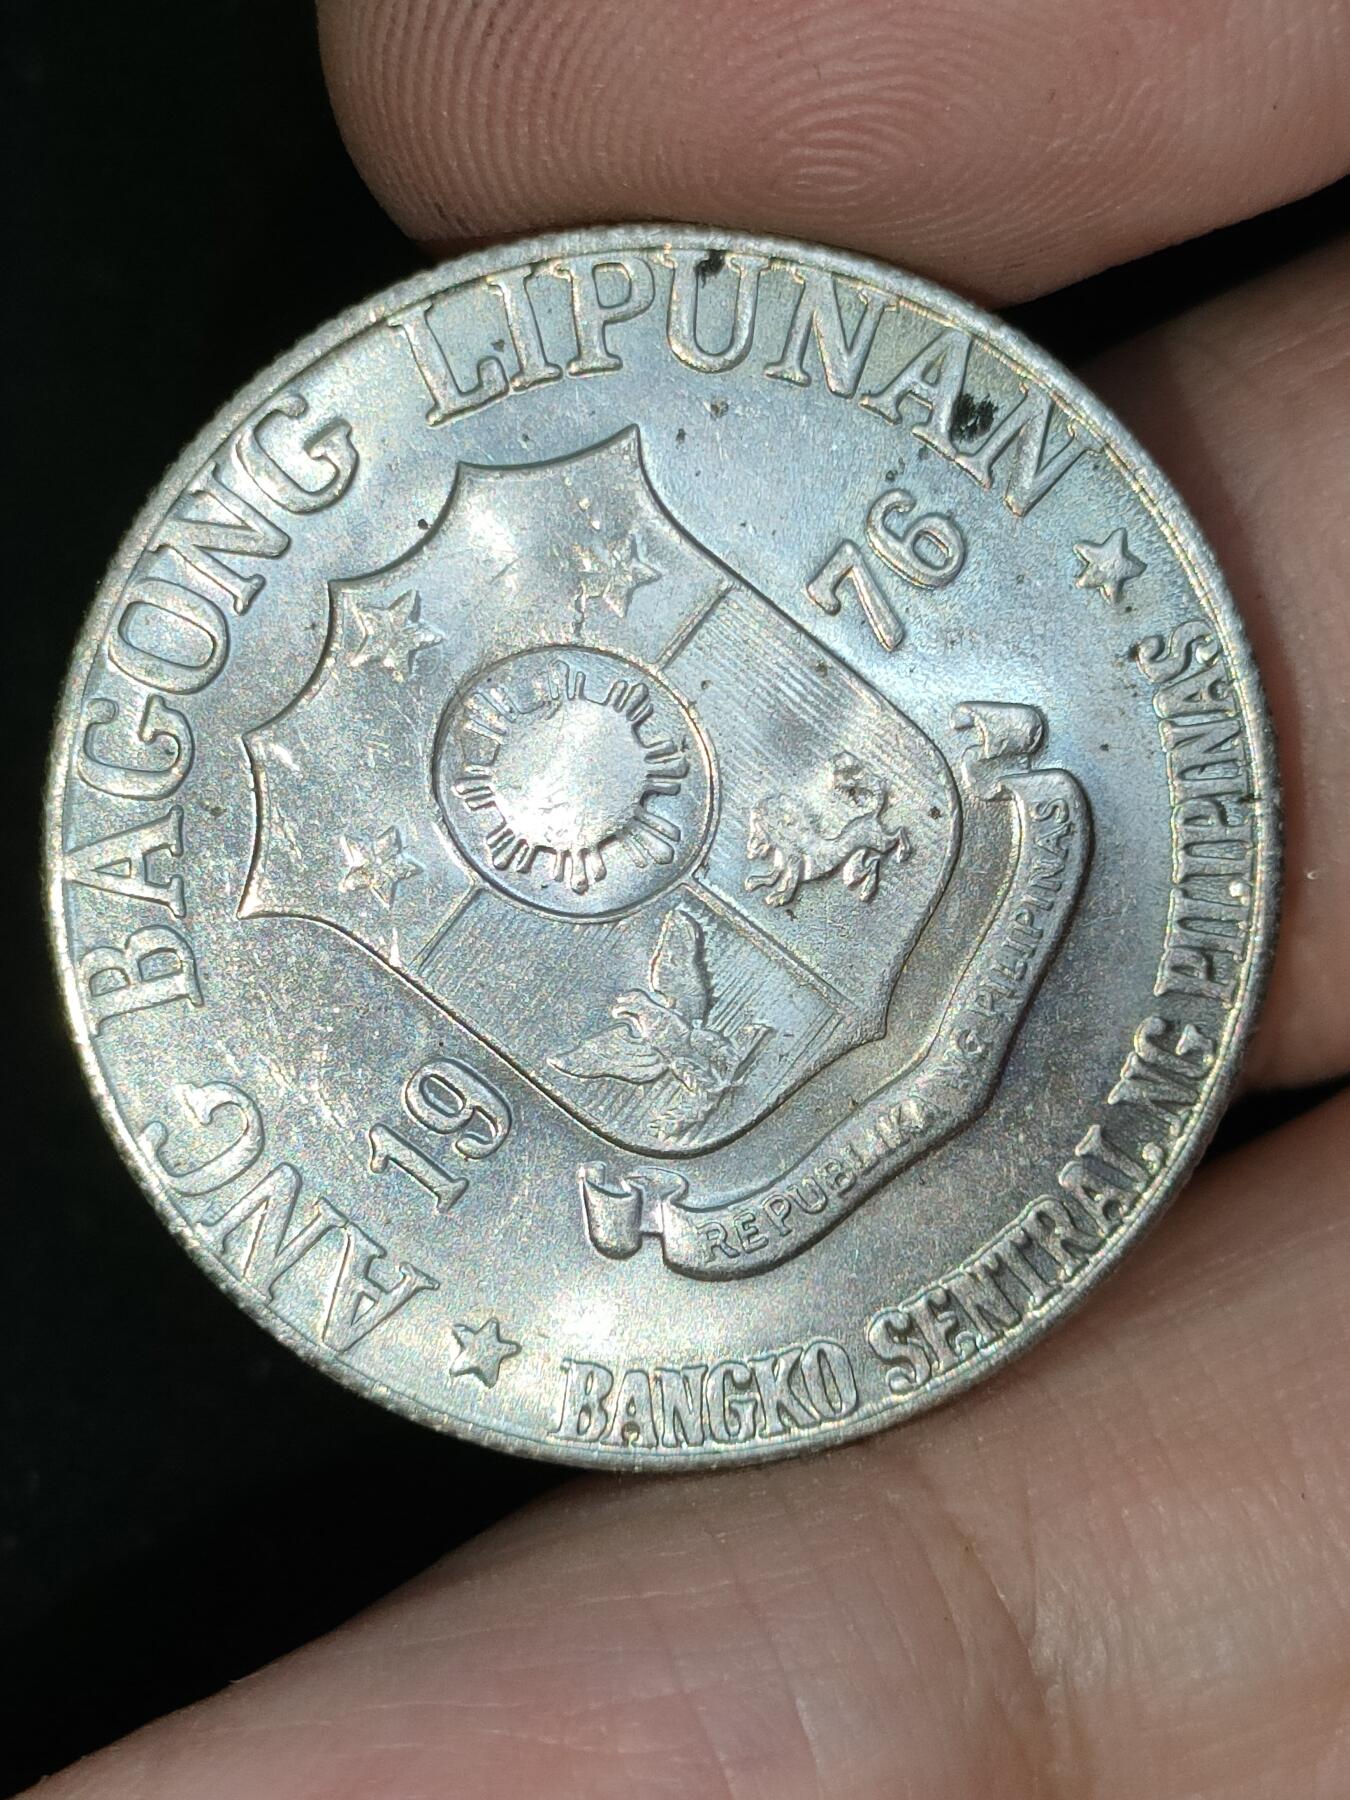 ANG BAGONG LIPUNAN
19 76
REPUBLIKA NG PILIPINAS
BANGKO SENTRAL NG PILIPINAS